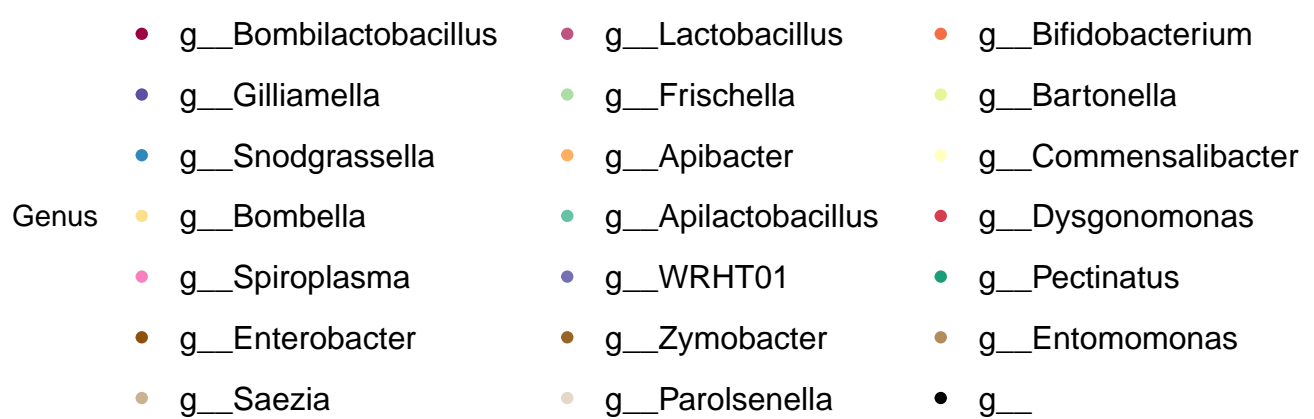 g__Bombilactobacillus g__Lactobacillus g__Bifidobacterium
g__Gilliamella g__Frischella g__Bartonella
g__Snodgrassella g__Apibacter g__Commensalibacter
Genus g__Bombella g__Apilactobacillus g__Dysgonomonas
g__Spiroplasma g__WRHT01 g__Pectinatus
g__Enterobacter g__Zymobacter g__Entomomonas
g__Saezia g__Parolsenella g__